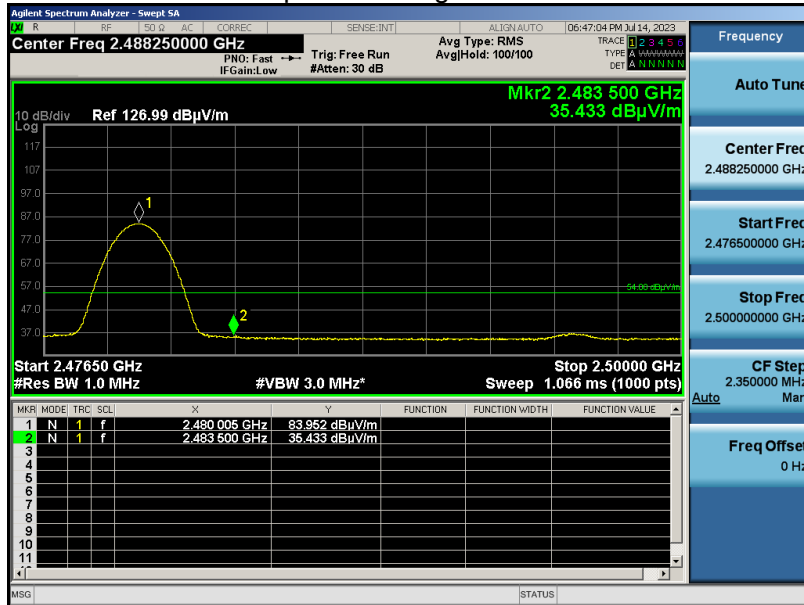 Agilent Spectrum Analyzer - Swept SA
LXI R RF 50 Ω AC CORREC SENSE:INT ALIGN AUTO 06:47:04 PM Jul 14, 2023
Center Freq 2.488250000 GHz
PNO: Fast
IFGain:Low
Trig: Free Run
#Atten: 30 dB
Avg Type: RMS
Avg|Hold: 100/100
TRACE 1 2 3 4 5 6
TYPE A WWWWW
DET A N N N N N
Mkr2 2.483 500 GHz
35.433 dBµV/m
10 dB/div Ref 126.99 dBµV/m
Log
117
107
97.0
87.0
77.0
67.0
57.0
47.0
37.0
1
2
54.00 dBµV/m
Start 2.47650 GHz Stop 2.50000 GHz
#Res BW 1.0 MHz #VBW 3.0 MHz* Sweep 1.066 ms (1000 pts)
MKR MODE TRC SCL X Y FUNCTION FUNCTION WIDTH FUNCTION VALUE
1 N 1 f 2.480 005 GHz 83.952 dBµV/m
2 N 1 f 2.483 500 GHz 35.433 dBµV/m
3
4
5
6
7
8
9
10
11
MSG STATUS
Frequency
Auto Tune
Center Freq
2.488250000 GHz
Start Freq
2.476500000 GHz
Stop Freq
2.500000000 GHz
CF Step
2.350000 MHz
Auto Man
Freq Offset
0 Hz